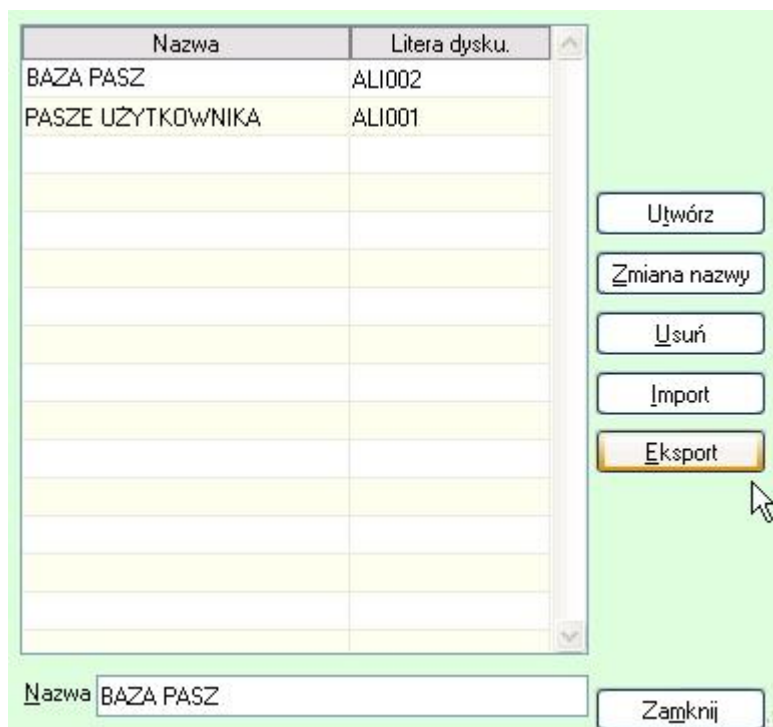 Nazwa Litera dysku.
BAZA PASZ ALI002
PASZE UŻYTKOWNIKA ALI001
Utwórz
Zmiana nazwy
Usuń
Import
Eksport
Nazwa BAZA PASZ
Zamknij